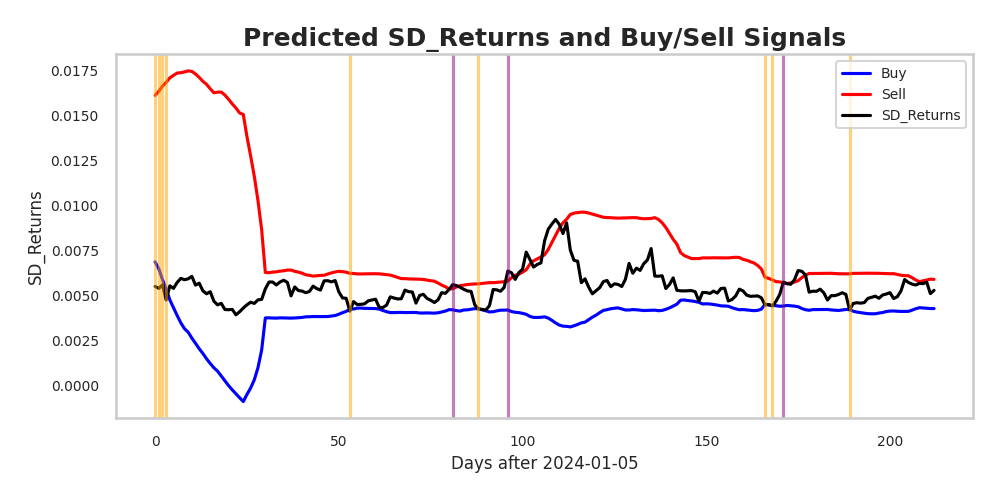 Predicted SD_Returns and Buy/Sell Signals
Buy
Sell
SD_Returns
0.0175
0.0150
0.0125
0.0100
0.0075
0.0050
0.0025
0.0000
SD_Returns
0
50
100
150
200
Days after 2024-01-05